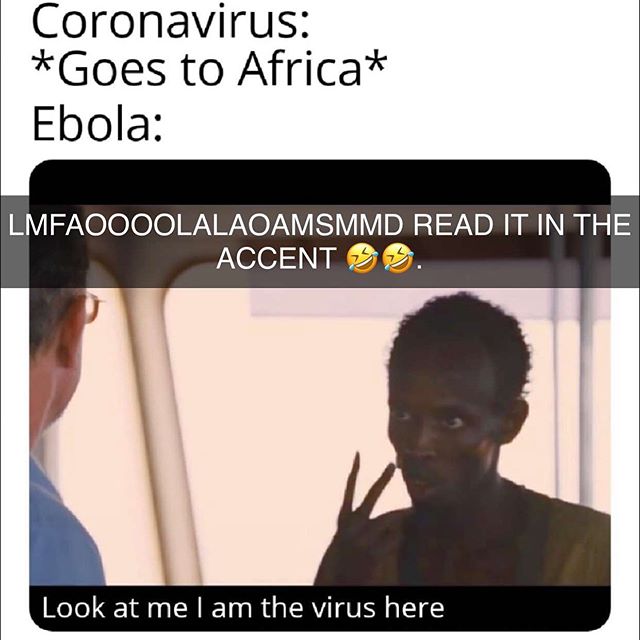 Coronavirus:
*Goes to Africa*
Ebola:
LMFAOOOOLALAOAMSMMD READ IT IN THE
ACCENT 🤣🤣.
Look at me I am the virus here